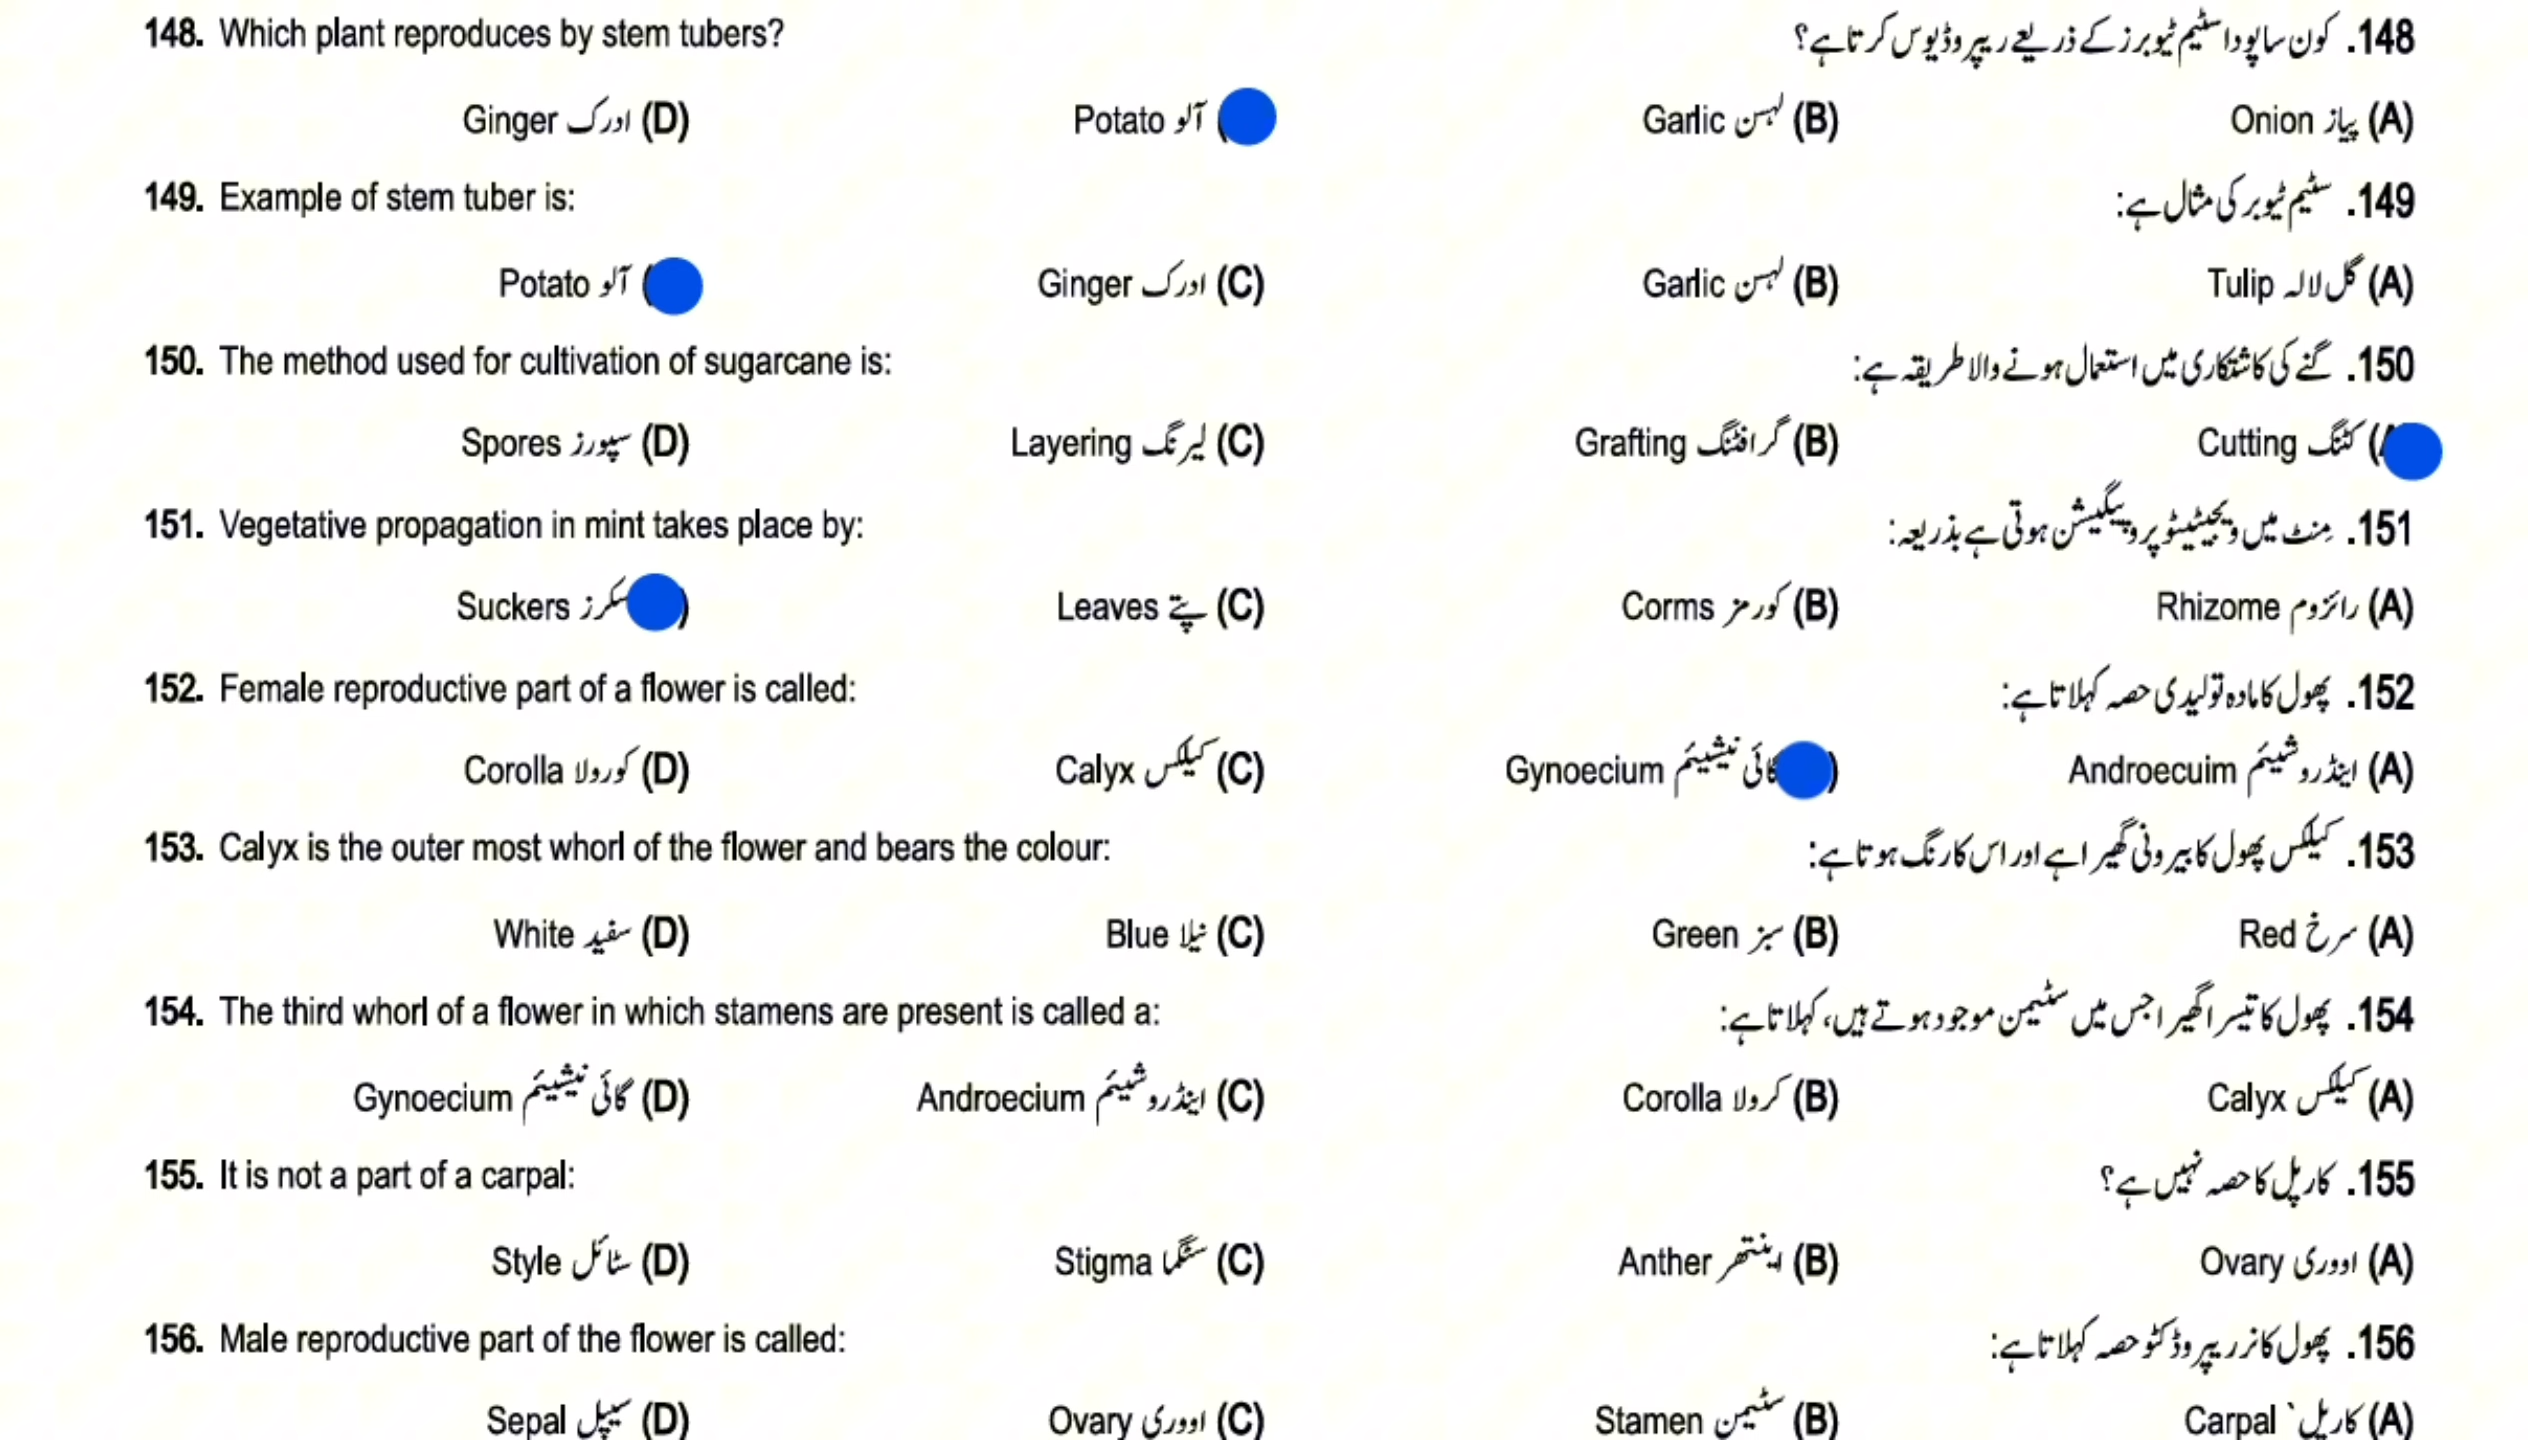 148. Which plant reproduces by stem tubers? 148. کون سا پودا سٹیم ٹیوبرز کے ذریعے ریپروڈیوس کرتا ہے؟
(A) پیاز Onion (B) لہسن Garlic آلو Potato (D) ادرک Ginger
149. Example of stem tuber is: 149. سٹیم ٹیوبر کی مثال ہے:
(A) گل لالہ Tulip (B) لہسن Garlic (C) ادرک Ginger آلو Potato
150. The method used for cultivation of sugarcane is: 150. گنے کی کاشتکاری میں استعمال ہونے والا طریقہ ہے:
کٹنگ Cutting (B) گرافٹنگ Grafting (C) لیرنگ Layering (D) سپورز Spores
151. Vegetative propagation in mint takes place by: 151. مِنٹ میں ویجیٹیٹو پروپیگیشن ہوتی ہے بذریعہ:
(A) رائزوم Rhizome (B) کورمز Corms (C) پتے Leaves سکرز Suckers
152. Female reproductive part of a flower is called: 152. پھول کا مادہ تولیدی حصہ کہلاتا ہے:
(A) اینڈروشیئم Androecuim گائی نیشیئم Gynoecium (C) کیلکس Calyx (D) کورولا Corolla
153. Calyx is the outer most whorl of the flower and bears the colour: 153. کیلکس پھول کا بیرونی گھیرا ہے اور اس کا رنگ ہوتا ہے:
(A) سرخ Red (B) سبز Green (C) نیلا Blue (D) سفید White
154. The third whorl of a flower in which stamens are present is called a: 154. پھول کا تیسرا گھیرا جس میں سٹیمن موجود ہوتے ہیں، کہلاتا ہے:
(A) کیلکس Calyx (B) کرولا Corolla (C) اینڈروشیئم Androecium (D) گائی نیشیئم Gynoecium
155. It is not a part of a carpal: 155. کارپل کا حصہ نہیں ہے؟
(A) اووری Ovary (B) اینتھر Anther (C) سٹگما Stigma (D) سٹائل Style
156. Male reproductive part of the flower is called: 156. پھول کا نر ریپروڈکٹو حصہ کہلاتا ہے:
(A) کارپل` Carpal (B) سٹیمن Stamen (C) اووری Ovary (D) سیپل Sepal